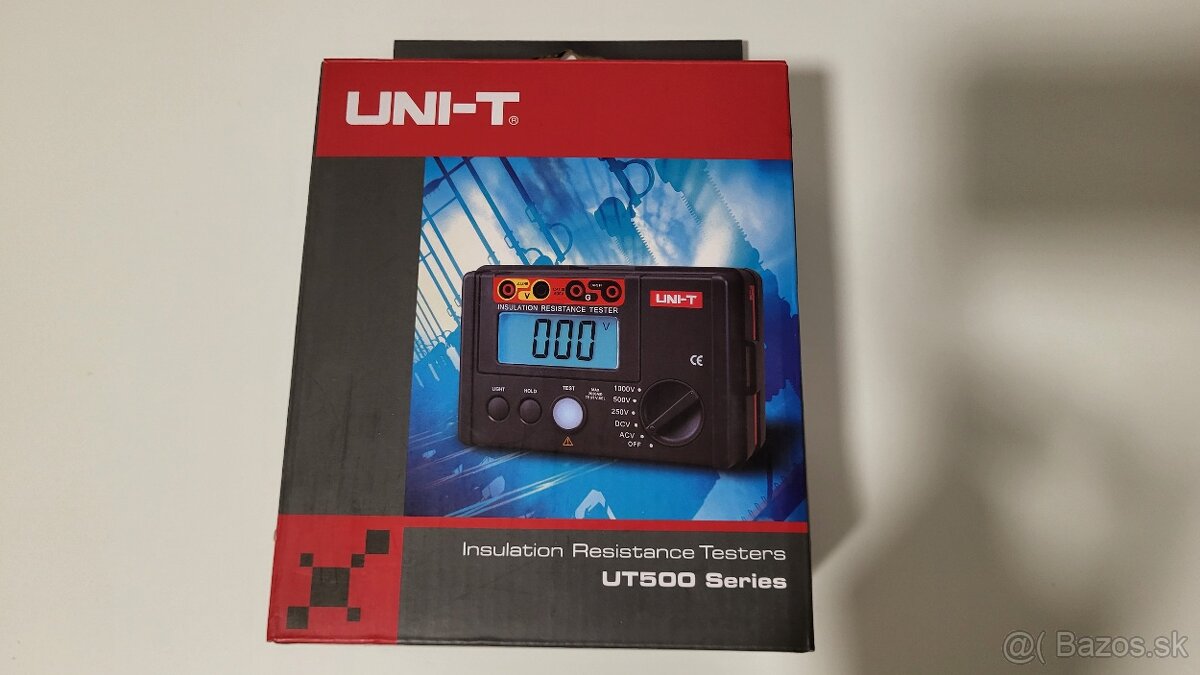 UNI-T®
UNI-T
INSULATION RESISTANCE TESTER
V
G
000 V
CE
LIGHT
HOLD
TEST
1000V
500V
250V
DCV
ACV
OFF
Insulation Resistance Testers
UT500 Series
@( Bazos.sk